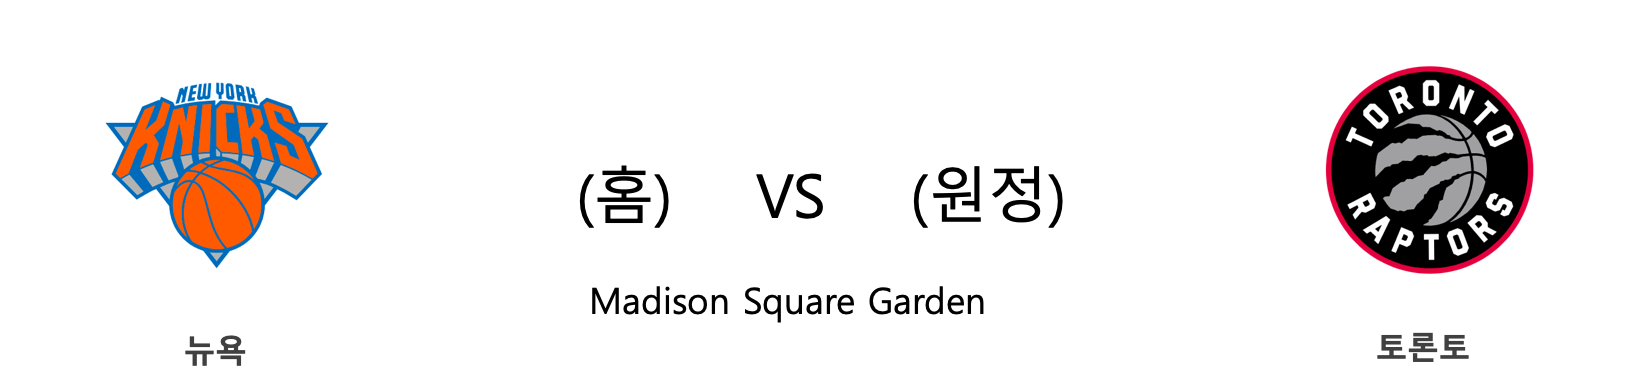 NEW YORK
KNICKS
TORONTO
RAPTORS
(홈) VS (원정)
Madison Square Garden
뉴욕
토론토